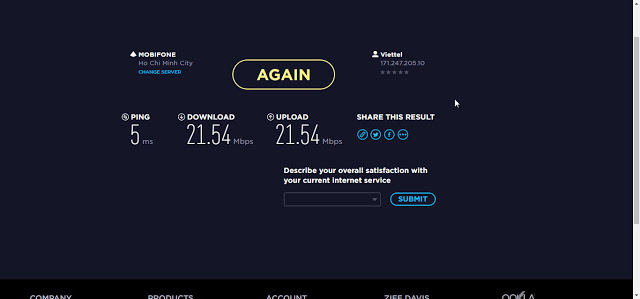 MOBIFONE
Ho Chi Minh City
CHANGE SERVER
AGAIN
Viettel
171.247.205.10
PING
5 ms
DOWNLOAD
21.54 Mbps
UPLOAD
21.54 Mbps
SHARE THIS RESULT
Describe your overall satisfaction with
your current Internet service
SUBMIT
COMPANY
PRODUCTS
ACCOUNT
ZIFF DAVIS
OOKLA